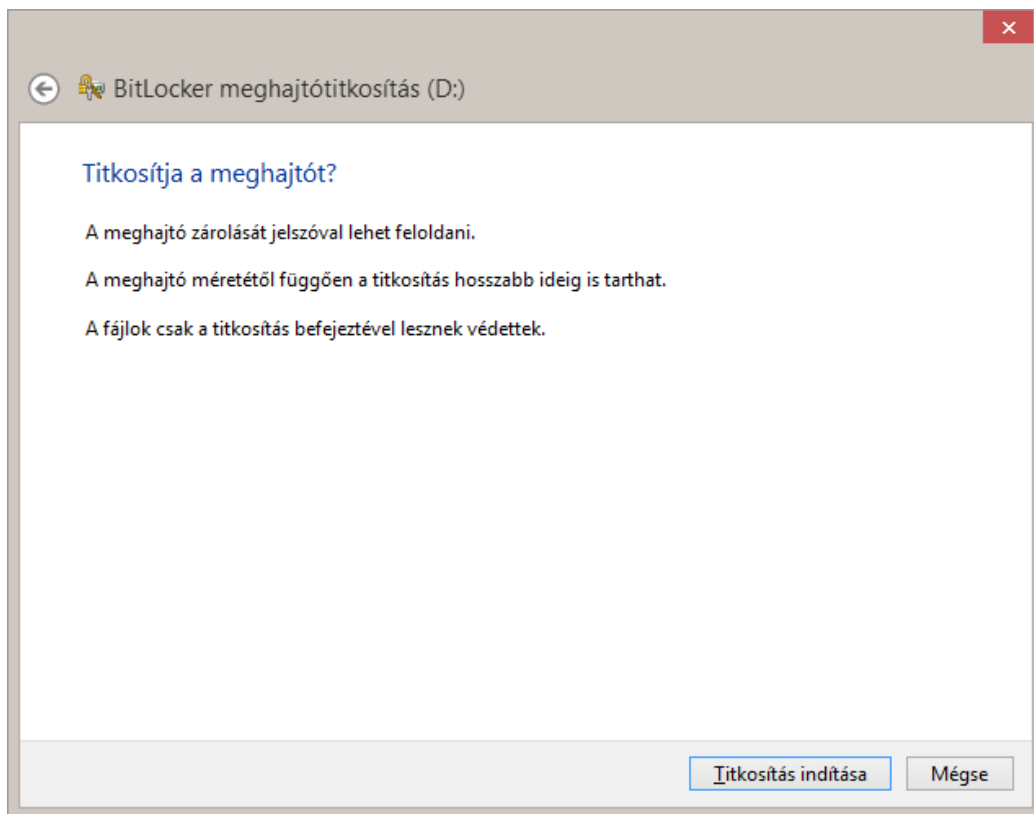 BitLocker meghajtótitkosítás (D:)
Titkosítja a meghajtót?
A meghajtó zárolását jelszóval lehet feloldani.
A meghajtó méretétől függően a titkosítás hosszabb ideig is tarthat.
A fájlok csak a titkosítás befejeztével lesznek védettek.
Titkosítás indítása
Mégse